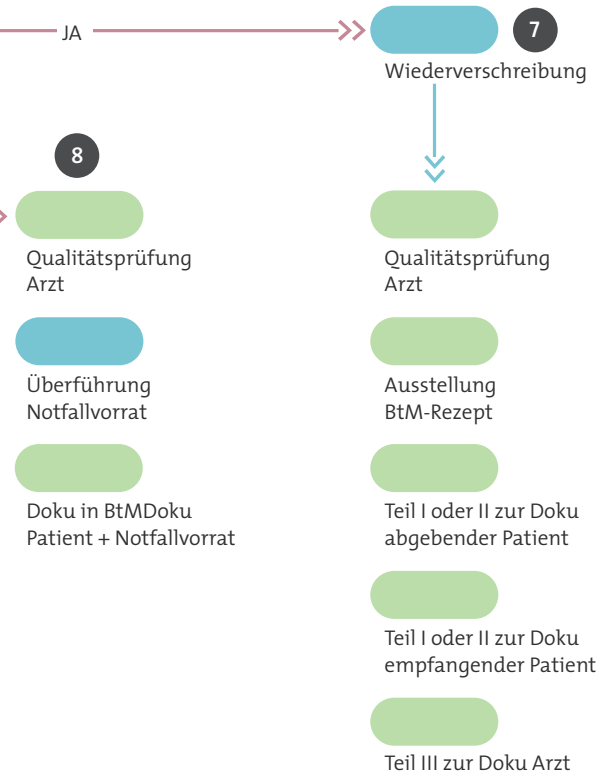 JA
7
Wiederverschreibung
8
Qualitätsprüfung
Arzt
Überführung
Notfallvorrat
Doku in BtMDoku
Patient + Notfallvorrat
Qualitätsprüfung
Arzt
Ausstellung
BtM-Rezept
Teil I oder II zur Doku
abgebender Patient
Teil I oder II zur Doku
empfangender Patient
Teil III zur Doku Arzt